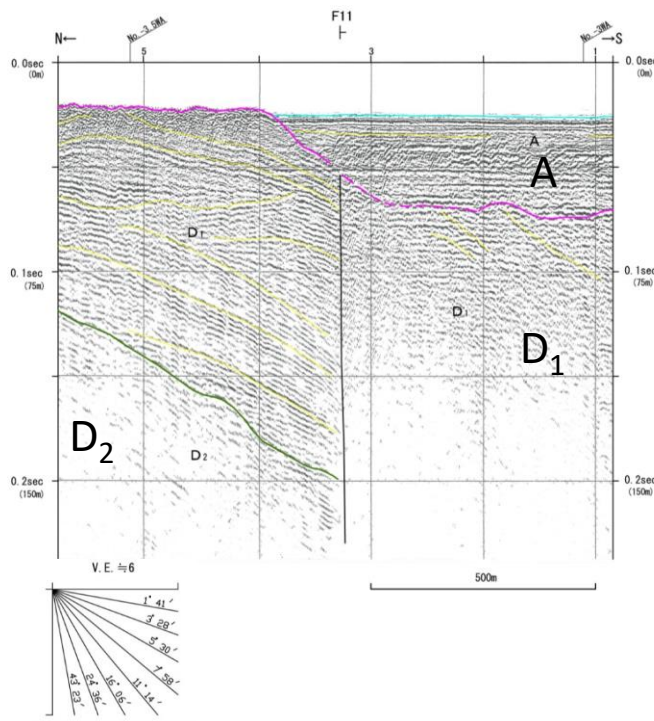 F11
No.-3.5MA
No.-3MA
N←
5
3
1
→S
0.0sec
(0m)
0.0sec
(0m)
A
A
D₁
0.1sec
(75m)
0.1sec
(75m)
D₁
D₁
D₂
D₂
0.2sec
(150m)
0.2sec
(150m)
V.E.≒6
500m
1° 41′
3° 28′
5° 30′
7° 58′
11° 14′
16° 06′
24° 36′
43° 23′